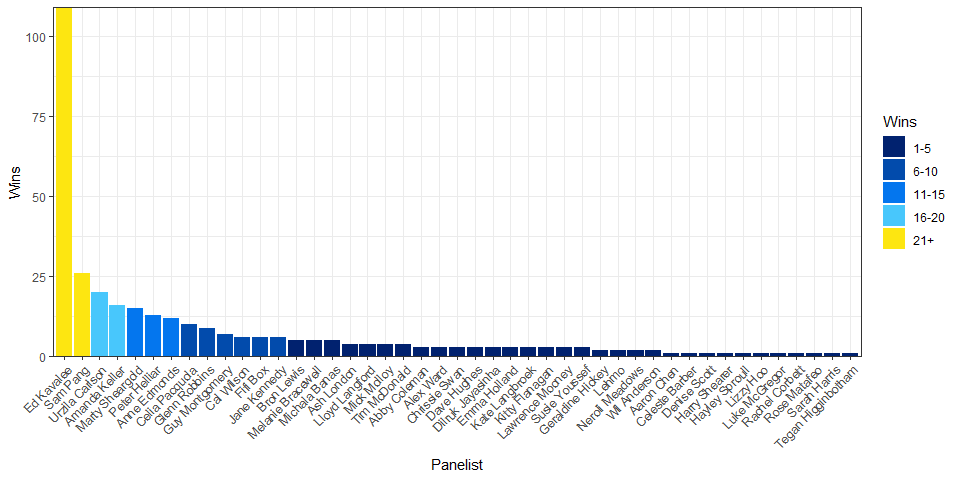 Wins
100
75
50
25
0
Ed Kavalee
Sam Pang
Urzila Carlson
Amanda Keller
Matty Sheargold
Peter Helliar
Anne Edmonds
Celia Pacquola
Glenn Robbins
Guy Montgomery
Cal Wilson
Fifi Box
Jane Kennedy
Bron Lewis
Melanie Bracewell
Michala Banas
Ash London
Lloyd Langford
Mick Molloy
Tim McDonald
Abby Coleman
Alex Ward
Chrissie Swan
Dave Hughes
Dilruk Jayasinha
Emma Holland
Kate Langbroek
Kitty Flanagan
Lawrence Mooney
Susie Youssef
Geraldine Hickey
Lehmo
Neroli Meadows
Wil Anderson
Aaron Chen
Celeste Barber
Denise Scott
Harry Shearer
Hayley Sproull
Lizzy Hoo
Luke McGregor
Rachel Corbett
Rose Matafeo
Sarah Harris
Tegan Higginbotham
Panelist
Wins
1-5
6-10
11-15
16-20
21+